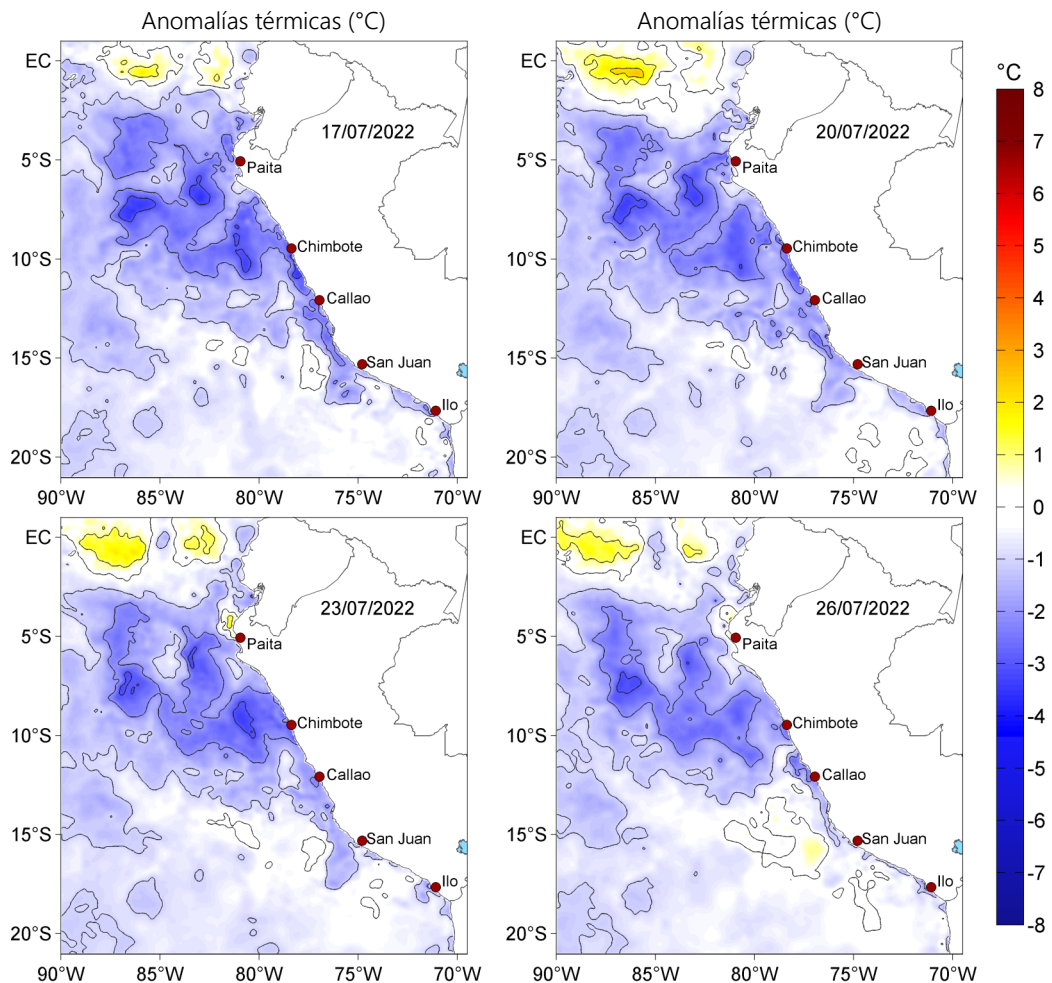 Anomalías térmicas (°C)
Anomalías térmicas (°C)
EC
5°S
10°S
15°S
20°S
17/07/2022
Paita
Chimbote
Callao
San Juan
Ilo
90°W
85°W
80°W
75°W
70°W
EC
5°S
10°S
15°S
20°S
20/07/2022
Paita
Chimbote
Callao
San Juan
Ilo
90°W
85°W
80°W
75°W
70°W
EC
5°S
10°S
15°S
20°S
23/07/2022
Paita
Chimbote
Callao
San Juan
Ilo
90°W
85°W
80°W
75°W
70°W
EC
5°S
10°S
15°S
20°S
26/07/2022
Paita
Chimbote
Callao
San Juan
Ilo
90°W
85°W
80°W
75°W
70°W
°C
8
7
6
5
4
3
2
1
0
-1
-2
-3
-4
-5
-6
-7
-8